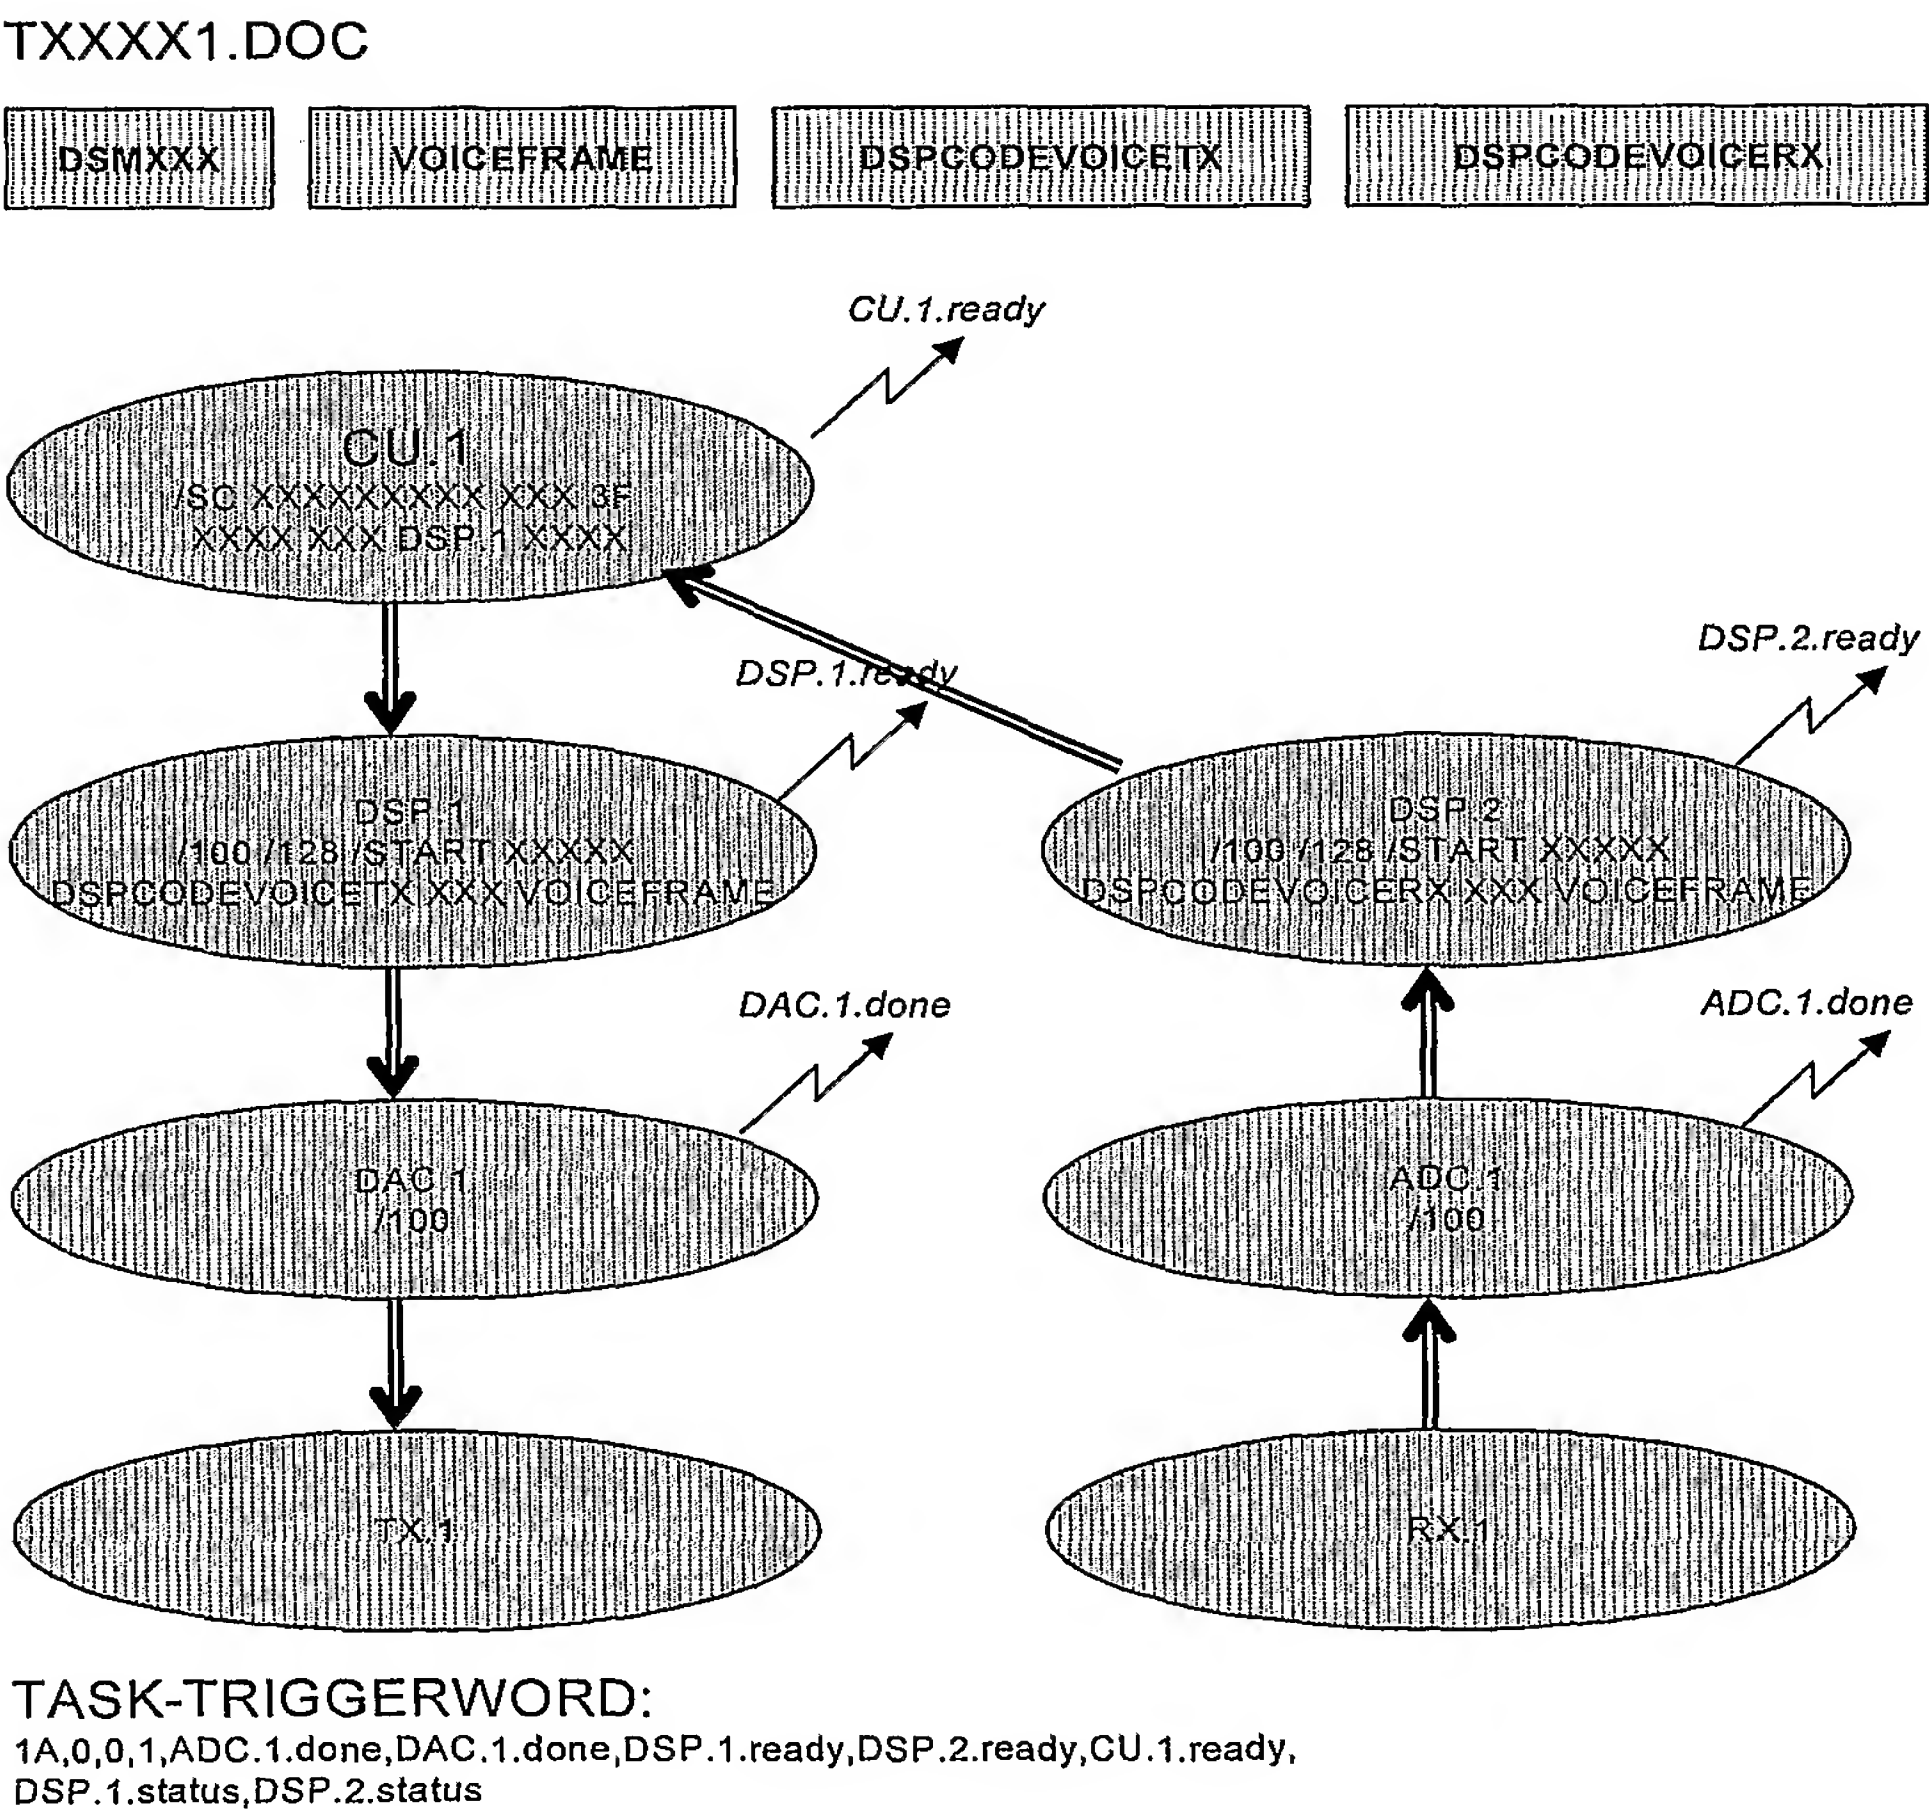 TXXXX1.DOC
DSMXXX VOICEFRAME DSPCODEVOICETX DSPCODEVOICERX
CU.1.ready
CU.1
/SC XXXXXXXXX XXX 3F
XXXX XXX DSP.1 XXXX
DSP.1.ready
DSP.2.ready
DSP.1
/100 /128 /START XXXXX
DSPCODEVOICETX XXX VOICEFRAME
DSP.2
/100 /128 /START XXXXX
DSPCODEVOICERX XXX VOICEFRAME
DAC.1.done
ADC.1.done
DAC.1
/100
ADC.1
/100
TX.1
RX.1
TASK-TRIGGERWORD:
1A,0,0,1,ADC.1.done,DAC.1.done,DSP.1.ready,DSP.2.ready,CU.1.ready,
DSP.1.status,DSP.2.status